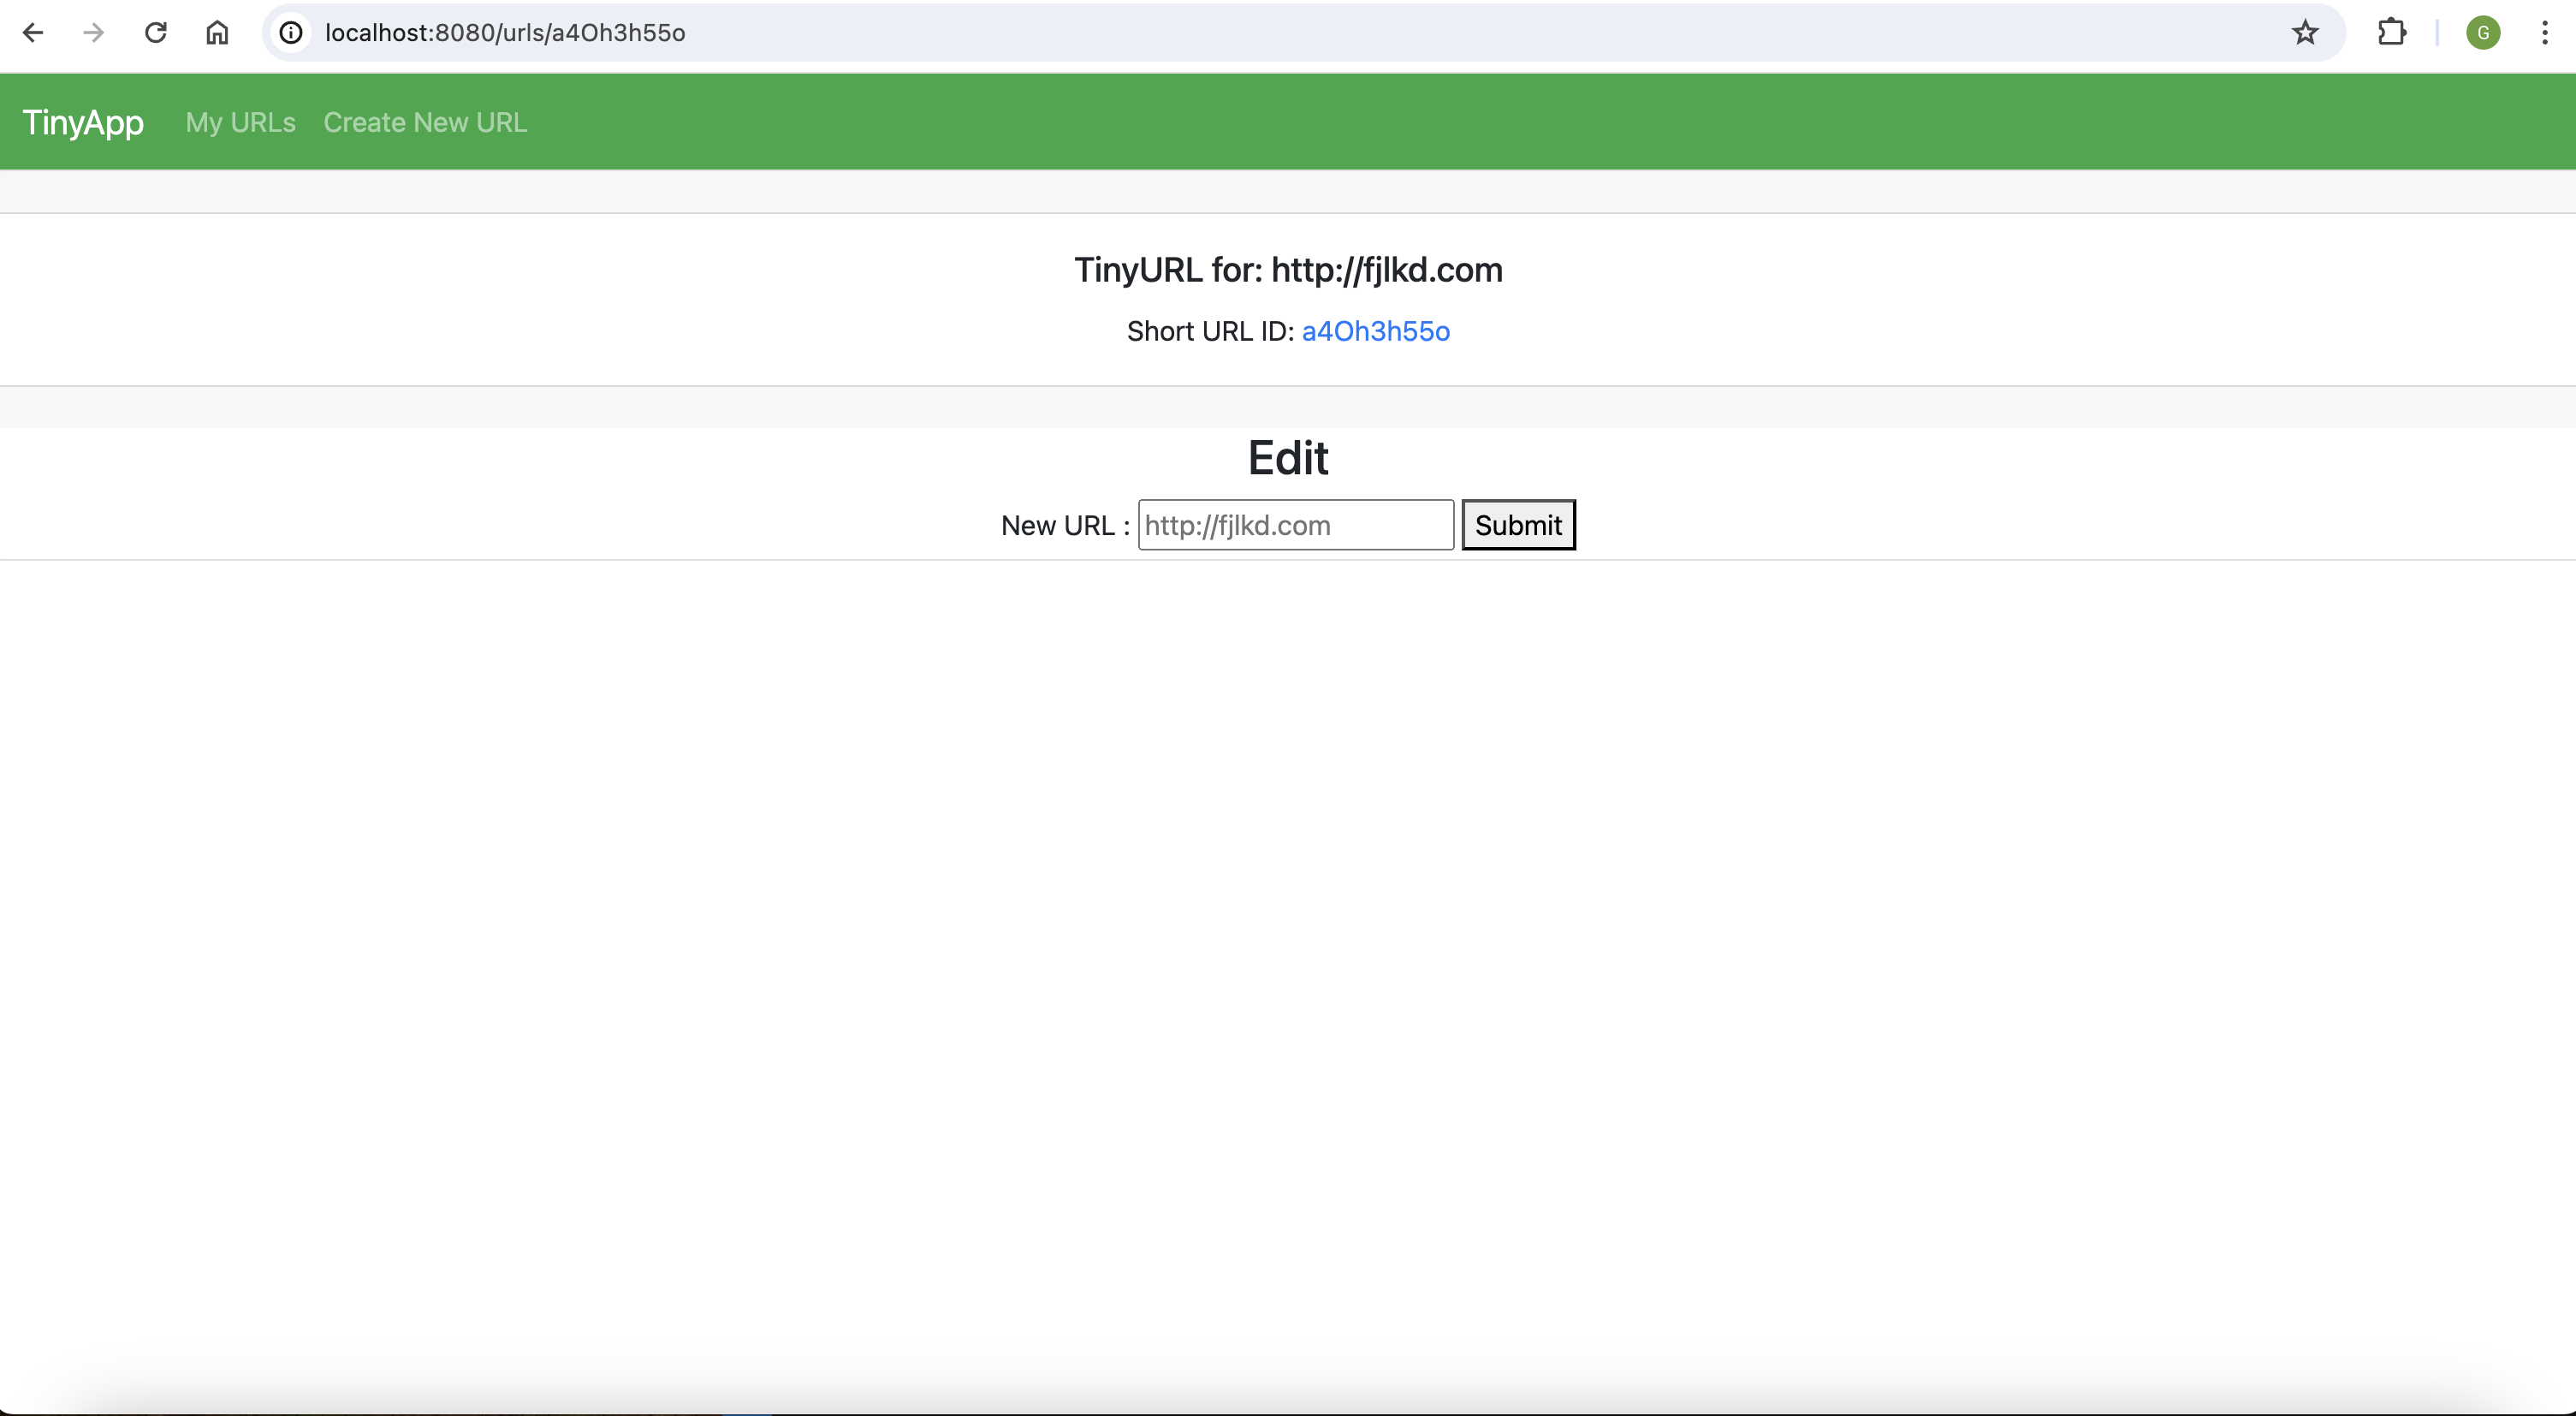 localhost:8080/urls/a4Oh3h55o
G
TinyApp My URLs Create New URL
TinyURL for: http://fjlkd.com
Short URL ID: a4Oh3h55o
Edit
New URL : http://fjlkd.com Submit